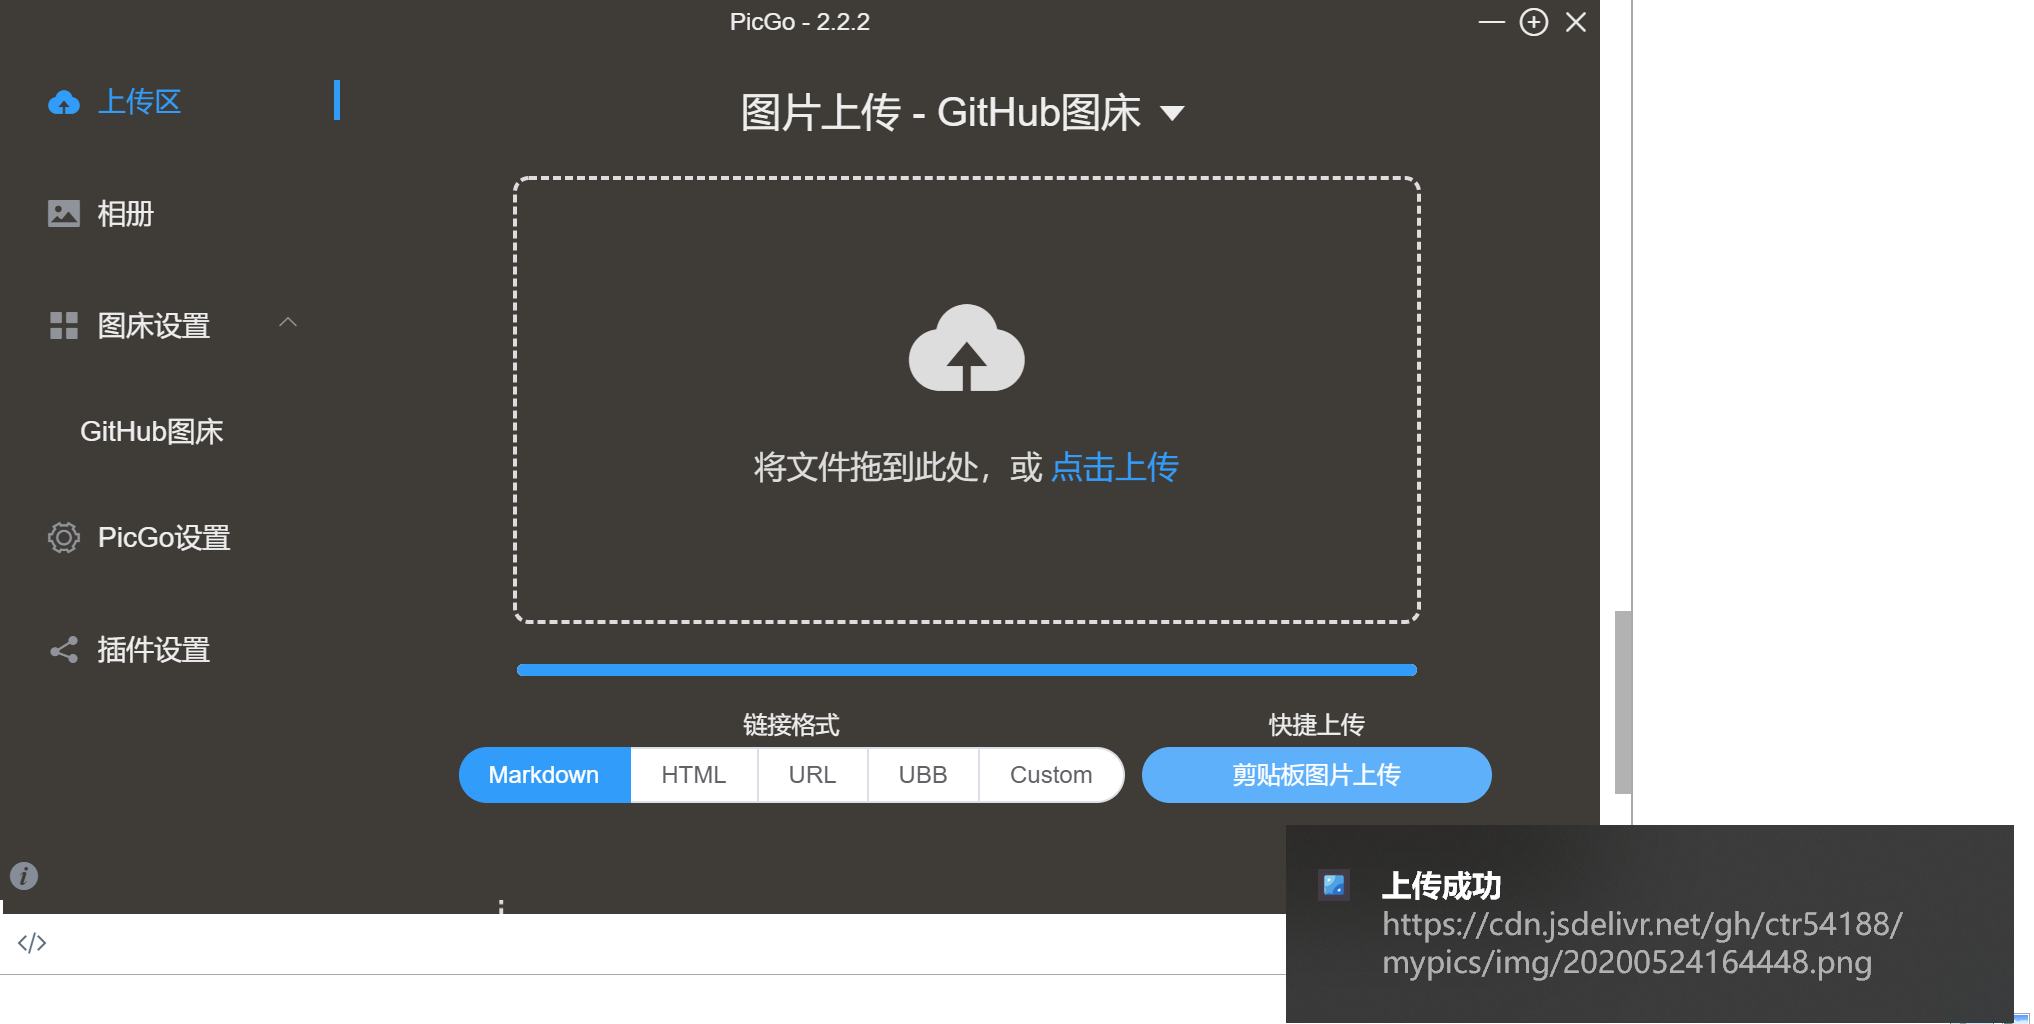 PicGo - 2.2.2
上传区
相册
图床设置
GitHub图床
PicGo设置
插件设置
图片上传 - GitHub图床
将文件拖到此处，或 点击上传
链接格式
快捷上传
Markdown HTML URL UBB Custom
剪贴板图片上传
上传成功
https://cdn.jsdelivr.net/gh/ctr54188/
mypics/img/20200524164448.png